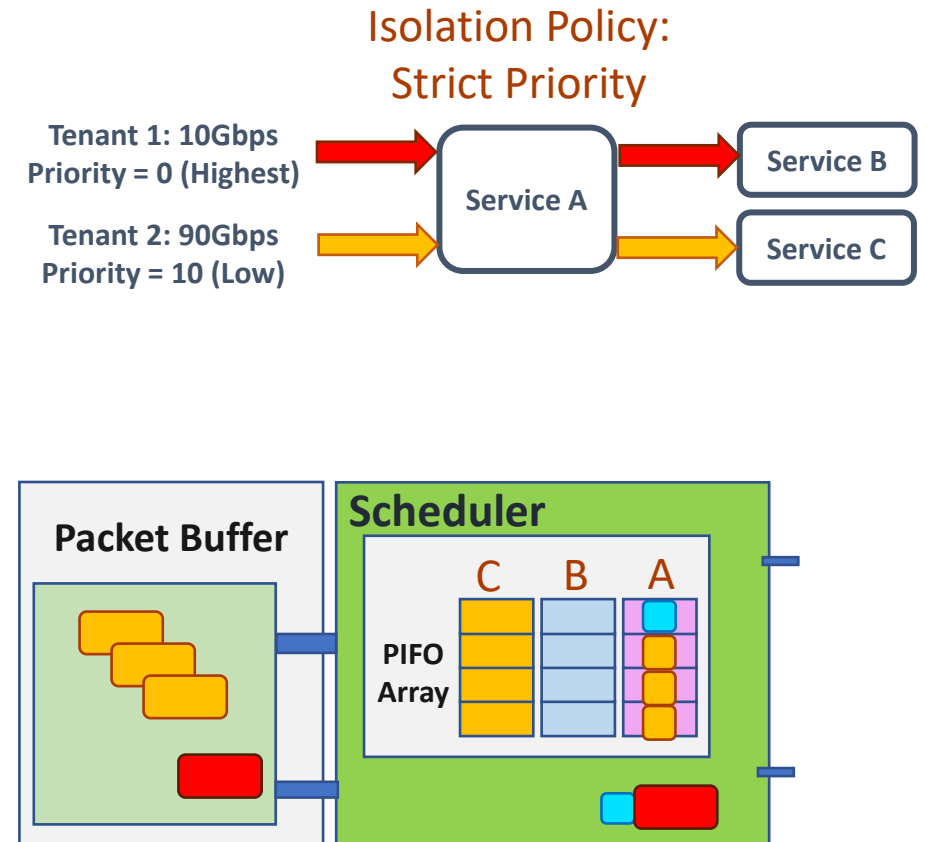 Isolation Policy:
Strict Priority
Tenant 1: 10Gbps
Priority = 0 (Highest)
Service A
Service B
Tenant 2: 90Gbps
Priority = 10 (Low)
Service C
Packet Buffer
Scheduler
C B A
PIFO
Array